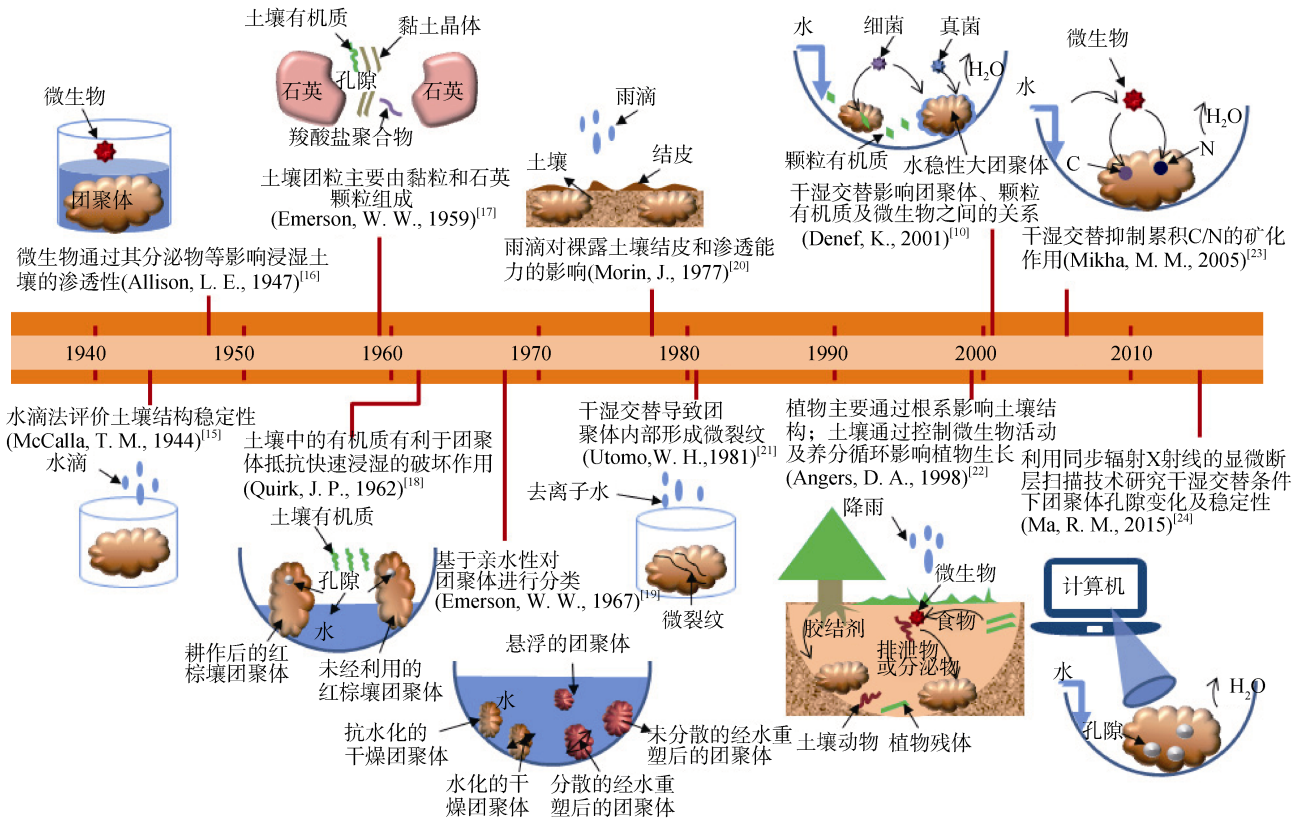 微生物
团聚体
微生物通过其分泌物等影响浸湿土
壤的渗透性(Allison, L. E., 1947)[16]
土壤有机质
黏土晶体
石英
孔隙
石英
羧酸盐聚合物
土壤团粒主要由黏粒和石英
颗粒组成
(Emerson, W. W., 1959)[17]
雨滴
土壤
结皮
雨滴对裸露土壤结皮和渗透能
力的影响(Morin, J., 1977)[20]
水
细菌
真菌
H2O
颗粒有机质
水稳性大团聚体
干湿交替影响团聚体、颗粒
有机质及微生物之间的关系
(Denef, K., 2001)[10]
微生物
水
H2O
C
N
干湿交替抑制累积C/N的矿化
作用(Mikha, M. M., 2005)[23]
1940
1950
1960
1970
1980
1990
2000
2010
水滴法评价土壤结构稳定性
(McCalla, T. M., 1944)[15]
水滴
土壤中的有机质有利于团聚
体抵抗快速浸湿的破坏作用
(Quirk, J. P., 1962)[18]
土壤有机质
孔隙
水
耕作后的红
棕壤团聚体
未经利用的
红棕壤团聚体
基于亲水性对
团聚体进行分类
(Emerson, W. W., 1967)[19]
悬浮的团聚体
水
抗水化的
干燥团聚体
水化的干
燥团聚体
分散的经水重
塑后的团聚体
未分散的经水重
塑后的团聚体
干湿交替导致团
聚体内部形成微裂纹
(Utomo,W. H.,1981)[21]
去离子水
微裂纹
植物主要通过根系影响土壤结
构；土壤通过控制微生物活动
及养分循环影响植物生长
(Angers, D. A., 1998)[22]
降雨
微生物
胶结剂
食物
排泄物
或分泌物
土壤动物
植物残体
利用同步辐射X射线的显微断
层扫描技术研究干湿交替条件
下团聚体孔隙变化及稳定性
(Ma, R. M., 2015)[24]
计算机
水
H2O
孔隙